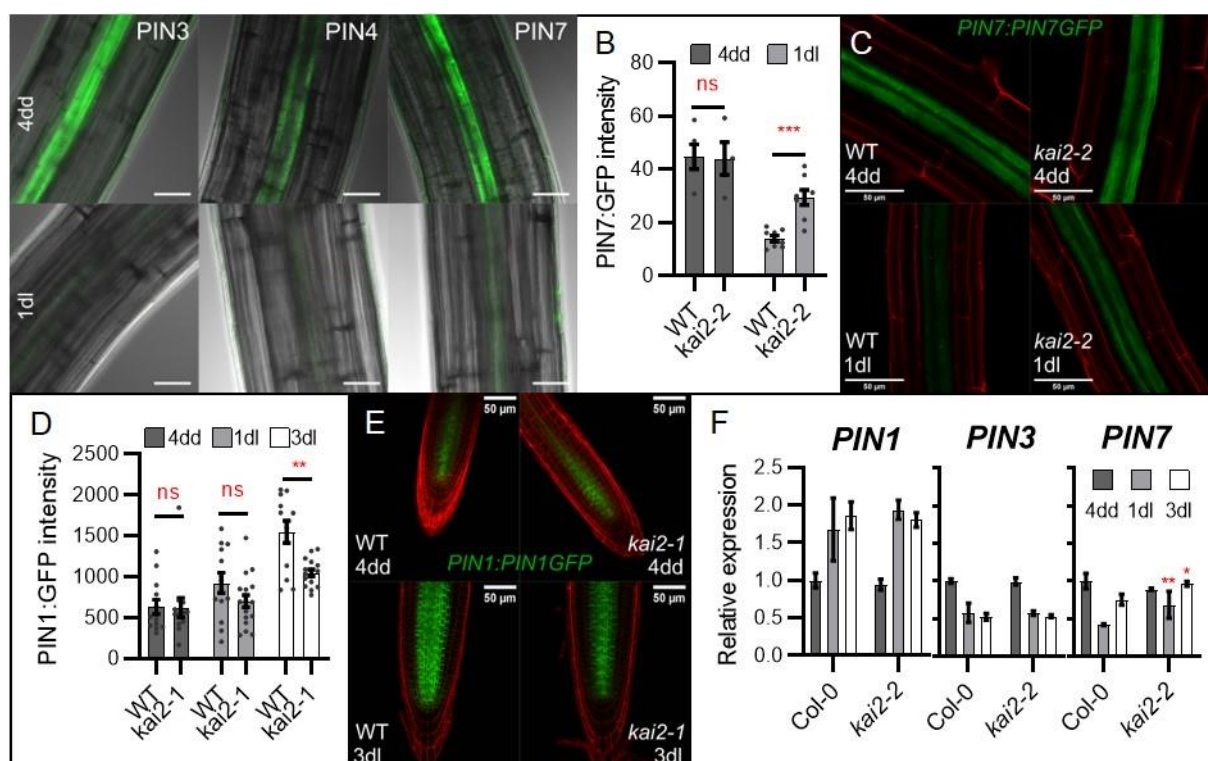 PIN3 PIN4 PIN7
4dd
1dl
B
4dd 1dl
PIN7:GFP intensity
80
60
40
20
0
ns
***
WT
kai2-2
WT
kai2-2
C
PIN7:PIN7GFP
WT
4dd
50 µm
kai2-2
4dd
50 µm
WT
1dl
50 µm
kai2-2
1dl
50 µm
D
4dd 1dl 3dl
PIN1:GFP intensity
2500
2000
1500
1000
500
0
ns
ns
**
WT
kai2-1
WT
kai2-1
WT
kai2-1
E
50 µm
50 µm
WT
4dd
kai2-1
4dd
PIN1:PIN1GFP
50 µm
50 µm
WT
3dl
kai2-1
3dl
F
PIN1 PIN3 PIN7
4dd 1dl 3dl
Relative expression
2.5
2.0
1.5
1.0
0.5
0.0
**
*
Col-0
kai2-2
Col-0
kai2-2
Col-0
kai2-2